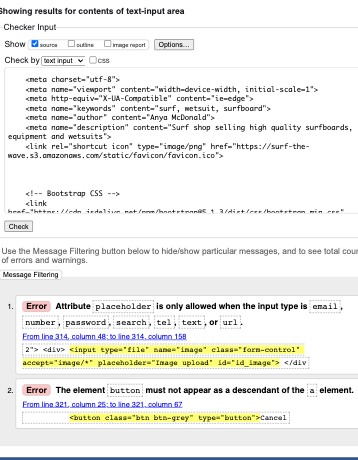 Showing results for contents of text-input area
Checker Input
Show source outline image report Options...
Check by text input css
<meta charset="utf-8">
<meta name="viewport" content="width=device-width, initial-scale=1">
<meta http-equiv="X-UA-Compatible" content="ie=edge">
<meta name="keywords" content="surf, wetsuit, surfboard">
<meta name="author" content="Anya McDonald">
<meta name="description" content="Surf shop selling high quality surfboards,
equipment and wetsuits">
<link rel="shortcut icon" type="image/png" href="https://surf-the-
wave.s3.amazonaws.com/static/favicon/favicon.ico">
<!-- Bootstrap CSS -->
<link
href="https://cdn.jsdelivr.net/npm/bootstrap@5.1.3/dist/css/bootstrap.min.css"
Check
Use the Message Filtering button below to hide/show particular messages, and to see total cour
of errors and warnings.
Message Filtering
1. Error Attribute placeholder is only allowed when the input type is email,
number, password, search, tel, text, or url.
From line 314, column 48; to line 314, column 158
2"> <div> <input type="file" name="image" class="form-control"
accept="image/*" placeholder="Image upload" id="id_image"> </div
2. Error The element button must not appear as a descendant of the a element.
From line 321, column 25; to line 321, column 67
<button class="btn btn-grey" type="button">Cancel